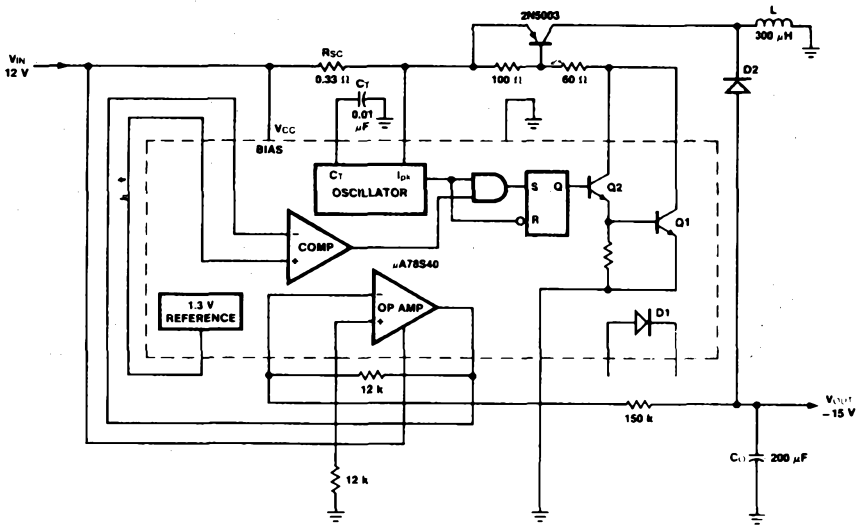 2N5003
L
300 µH
VIN
12 V
RSC
0.33 Ω
100 Ω
60 Ω
D2
CT
0.01
µF
VCC
BIAS
CT
Ipk
OSCILLATOR
S
Q
R
Q2
Q1
COMP
−
+
µA78S40
OP AMP
−
+
1.3 V
REFERENCE
D1
12 k
150 k
VOUT
−15 V
CO
200 µF
12 k